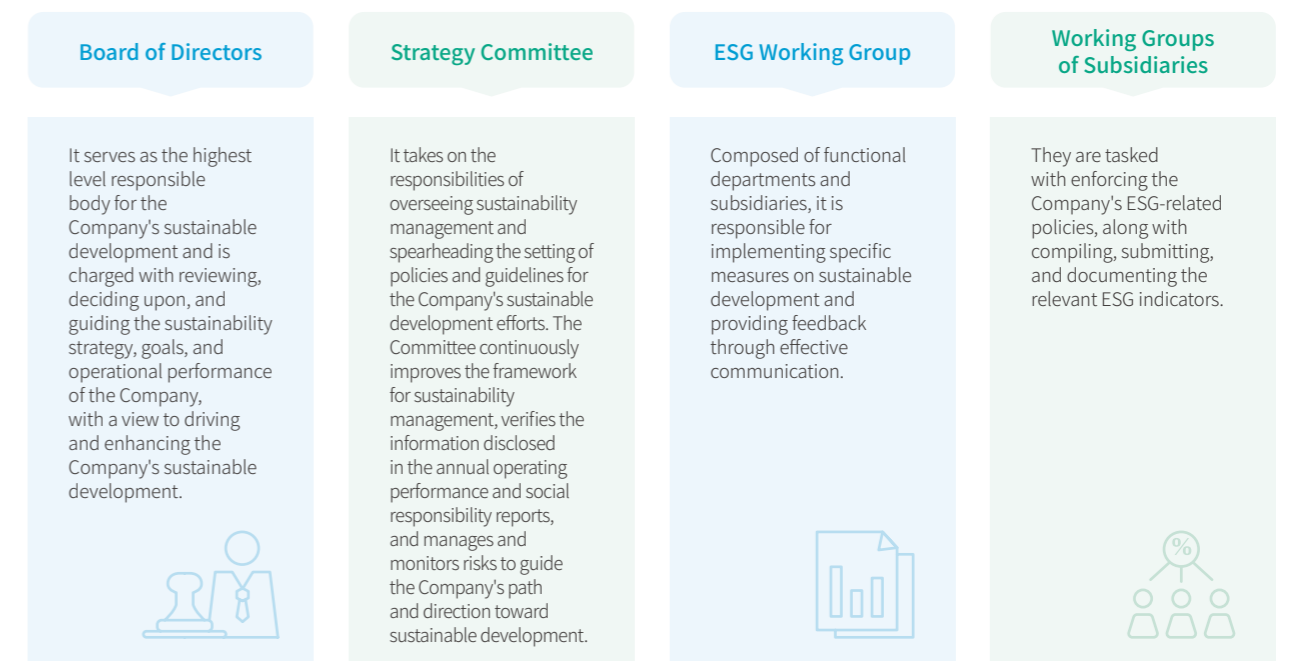 Board of Directors
It serves as the highest
level responsible
body for the
Company's sustainable
development and is
charged with reviewing,
deciding upon, and
guiding the sustainability
strategy, goals, and
operational performance
of the Company,
with a view to driving
and enhancing the
Company's sustainable
development.
Strategy Committee
It takes on the
responsibilities of
overseeing sustainability
management and
spearheading the setting of
policies and guidelines for
the Company's sustainable
development efforts. The
Committee continuously
improves the framework
for sustainability
management, verifies the
information disclosed
in the annual operating
performance and social
responsibility reports,
and manages and
monitors risks to guide
the Company's path
and direction toward
sustainable development.
ESG Working Group
Composed of functional
departments and
subsidiaries, it is
responsible for
implementing specific
measures on sustainable
development and
providing feedback
through effective
communication.
Working Groups
of Subsidiaries
They are tasked
with enforcing the
Company's ESG-related
policies, along with
compiling, submitting,
and documenting the
relevant ESG indicators.
%